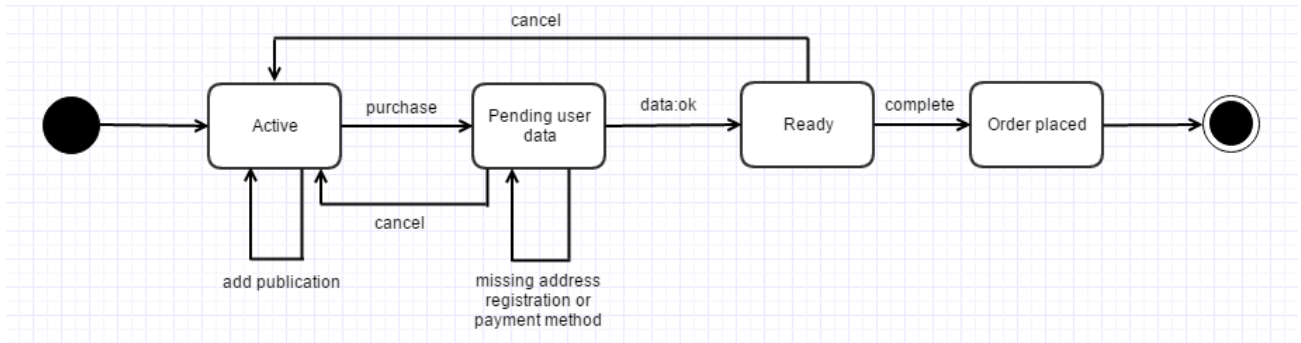 cancel
Active
purchase
Pending user
data
data:ok
Ready
complete
Order placed
cancel
add publication
missing address
registration or
payment method